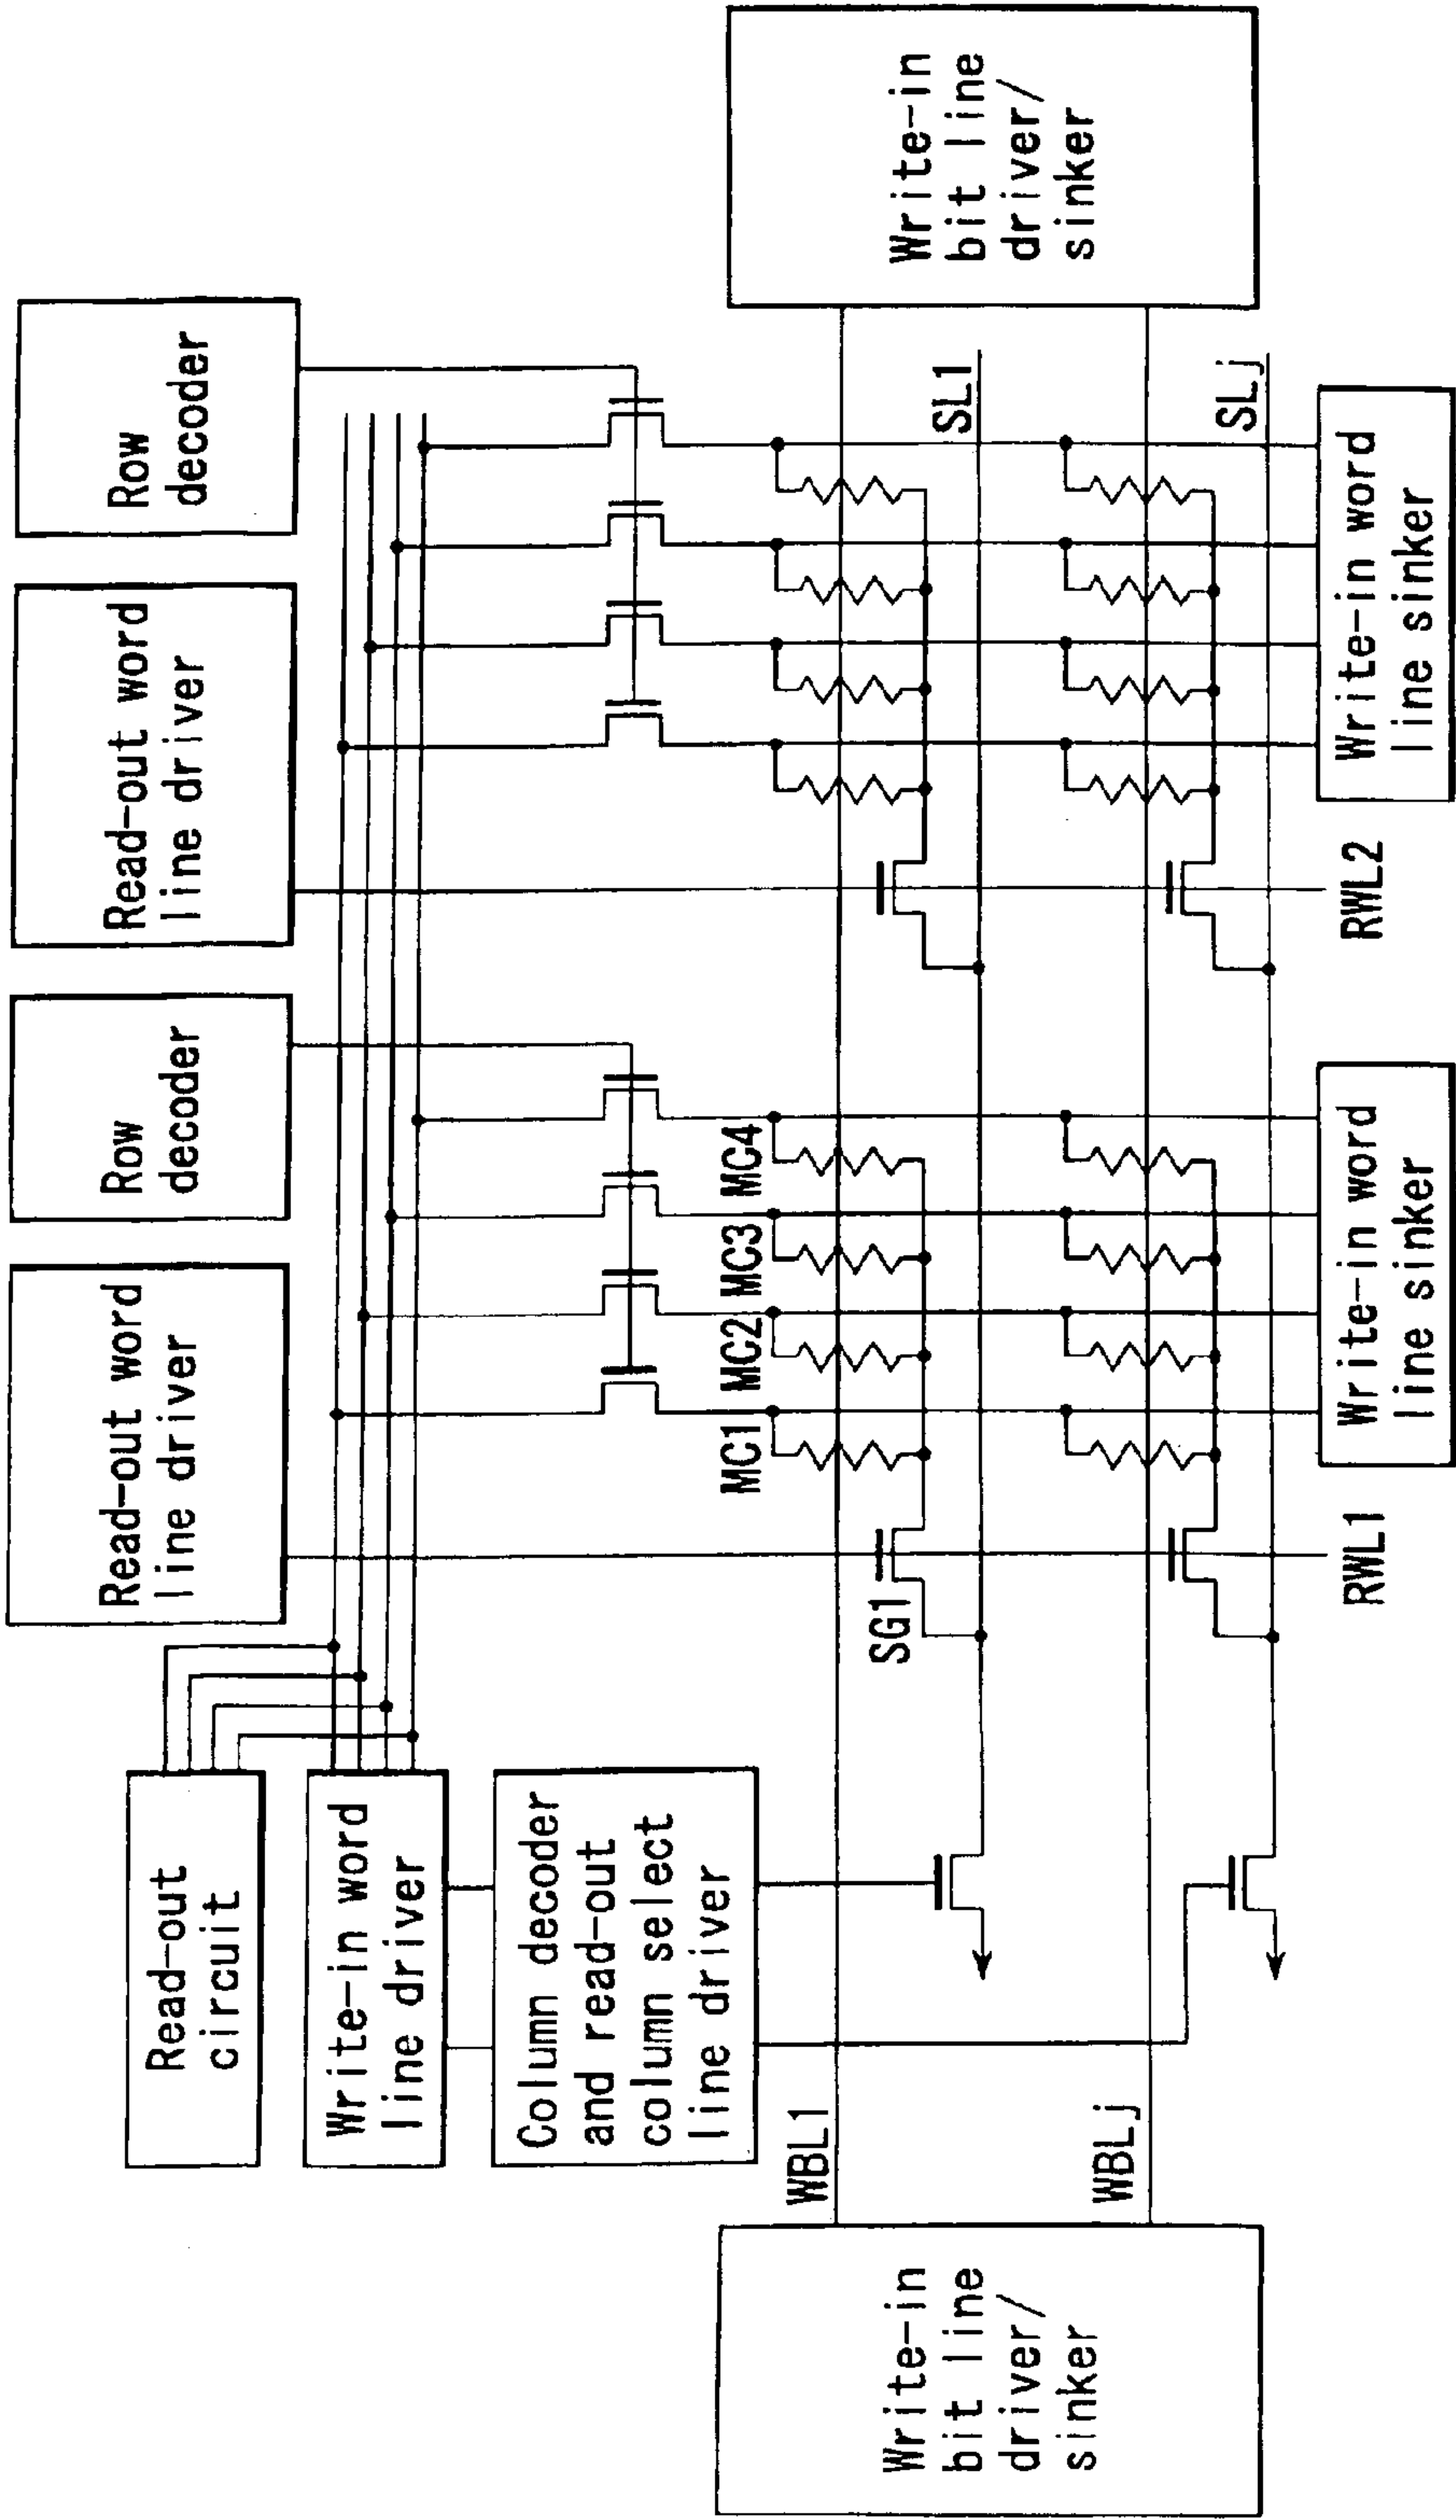 Read-out
circuit
Write-in word
line driver
Column decoder
and read-out
column select
line driver
Read-out word
line driver
Row
decoder
Read-out word
line driver
Row
decoder
Write-in
bit line
driver/
sinker
WBL1
WBLj
SG1
MC1
MC2
MC3
MC4
SL1
SLj
RWL1
RWL2
Write-in word
line sinker
Write-in word
line sinker
Write-in
bit line
driver/
sinker